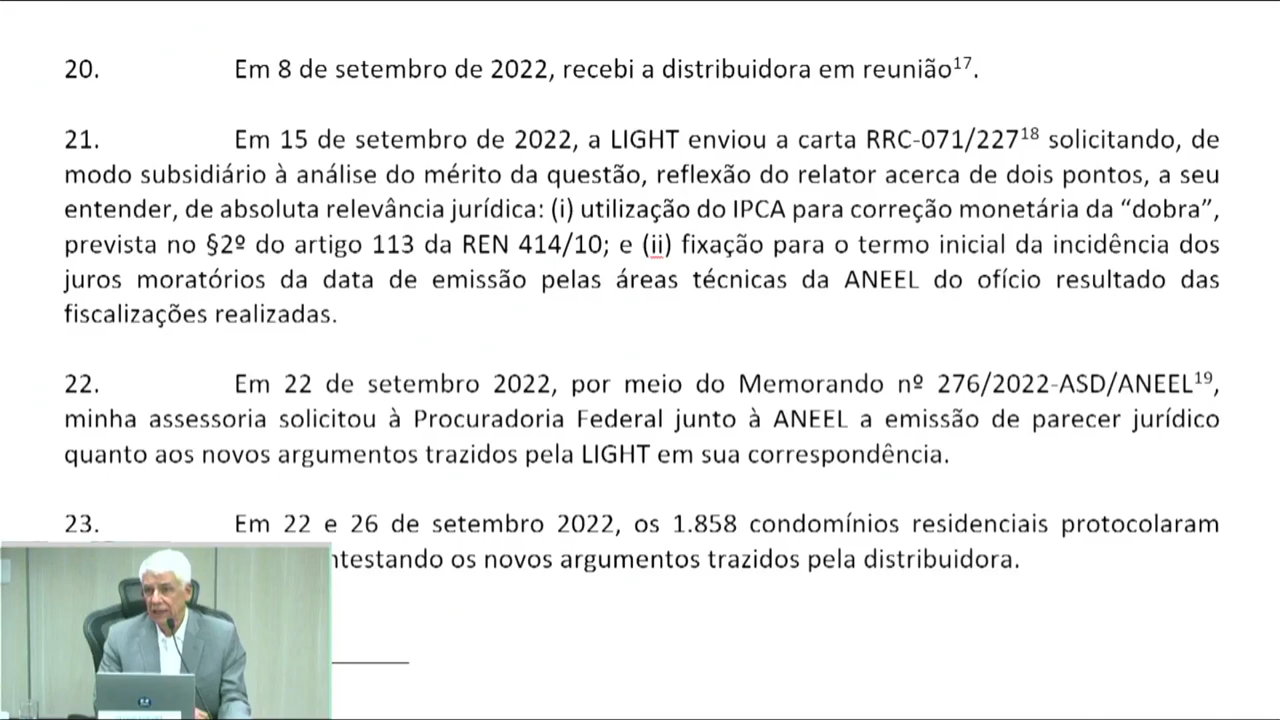 20. Em 8 de setembro de 2022, recebi a distribuidora em reunião¹⁷.
21. Em 15 de setembro de 2022, a LIGHT enviou a carta RRC-071/227¹⁸ solicitando, de
modo subsidiário à análise do mérito da questão, reflexão do relator acerca de dois pontos, a seu
entender, de absoluta relevância jurídica: (i) utilização do IPCA para correção monetária da “dobra”,
prevista no §2º do artigo 113 da REN 414/10; e (ii) fixação para o termo inicial da incidência dos
juros moratórios da data de emissão pelas áreas técnicas da ANEEL do ofício resultado das
fiscalizações realizadas.
22. Em 22 de setembro 2022, por meio do Memorando nº 276/2022-ASD/ANEEL¹⁹,
minha assessoria solicitou à Procuradoria Federal junto à ANEEL a emissão de parecer jurídico
quanto aos novos argumentos trazidos pela LIGHT em sua correspondência.
23. Em 22 e 26 de setembro 2022, os 1.858 condomínios residenciais protocolaram
ntestando os novos argumentos trazidos pela distribuidora.